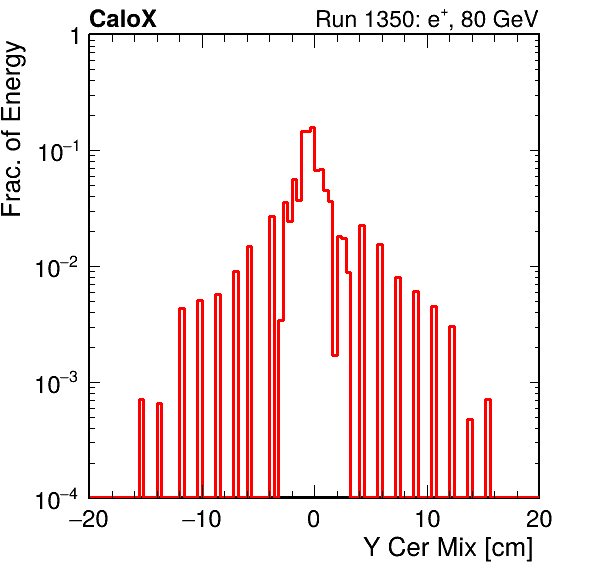 CaloX Run 1350: e⁺, 80 GeV
Frac. of Energy
1
10⁻¹
10⁻²
10⁻³
10⁻⁴
−20 −10 0 10 20
Y Cer Mix [cm]